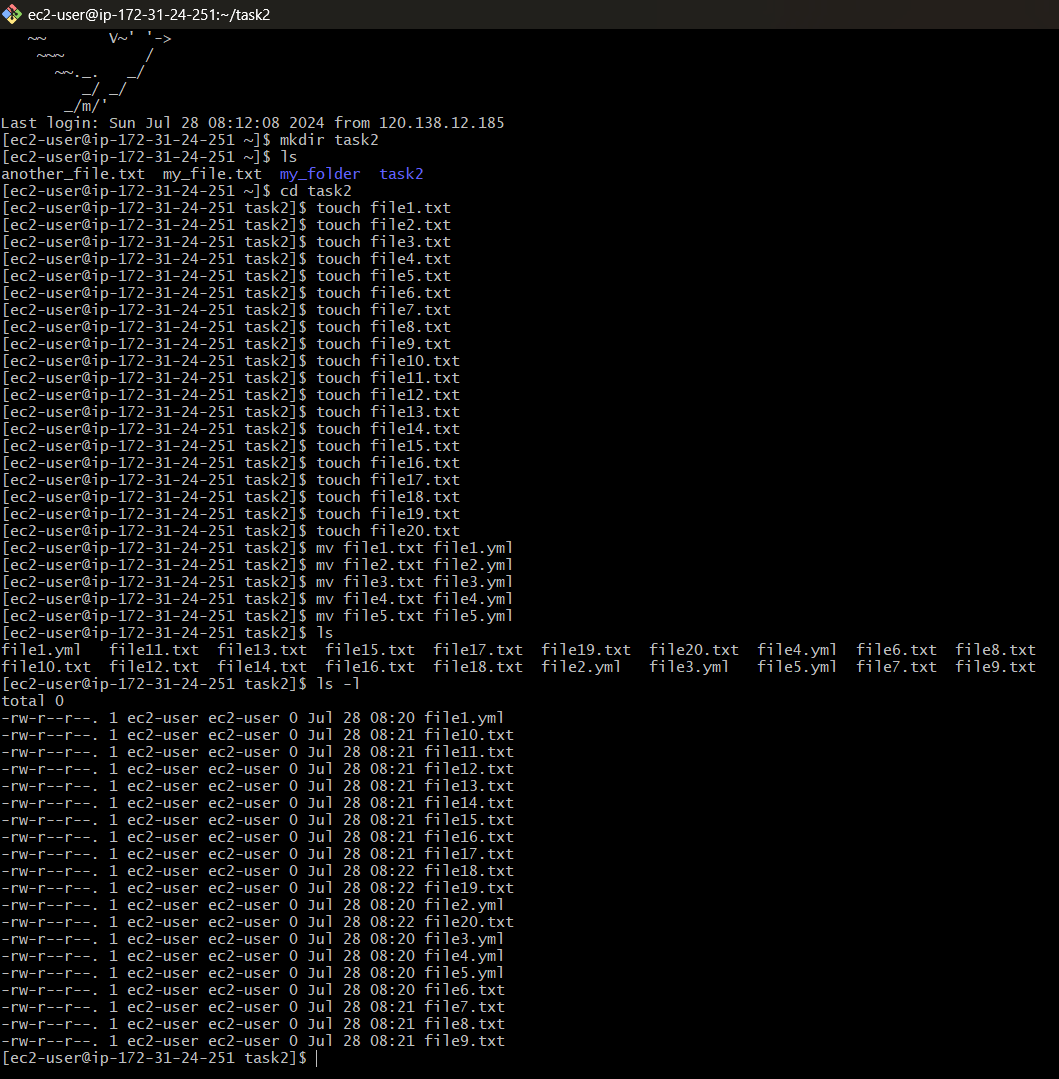 ec2-user@ip-172-31-24-251:~/task2
   ~~       V~' '->
    ~~~         /
      ~~._.   _/
         _/ _/
       _/m/'
Last login: Sun Jul 28 08:12:08 2024 from 120.138.12.185
[ec2-user@ip-172-31-24-251 ~]$ mkdir task2
[ec2-user@ip-172-31-24-251 ~]$ ls
another_file.txt  my_file.txt  my_folder  task2
[ec2-user@ip-172-31-24-251 ~]$ cd task2
[ec2-user@ip-172-31-24-251 task2]$ touch file1.txt
[ec2-user@ip-172-31-24-251 task2]$ touch file2.txt
[ec2-user@ip-172-31-24-251 task2]$ touch file3.txt
[ec2-user@ip-172-31-24-251 task2]$ touch file4.txt
[ec2-user@ip-172-31-24-251 task2]$ touch file5.txt
[ec2-user@ip-172-31-24-251 task2]$ touch file6.txt
[ec2-user@ip-172-31-24-251 task2]$ touch file7.txt
[ec2-user@ip-172-31-24-251 task2]$ touch file8.txt
[ec2-user@ip-172-31-24-251 task2]$ touch file9.txt
[ec2-user@ip-172-31-24-251 task2]$ touch file10.txt
[ec2-user@ip-172-31-24-251 task2]$ touch file11.txt
[ec2-user@ip-172-31-24-251 task2]$ touch file12.txt
[ec2-user@ip-172-31-24-251 task2]$ touch file13.txt
[ec2-user@ip-172-31-24-251 task2]$ touch file14.txt
[ec2-user@ip-172-31-24-251 task2]$ touch file15.txt
[ec2-user@ip-172-31-24-251 task2]$ touch file16.txt
[ec2-user@ip-172-31-24-251 task2]$ touch file17.txt
[ec2-user@ip-172-31-24-251 task2]$ touch file18.txt
[ec2-user@ip-172-31-24-251 task2]$ touch file19.txt
[ec2-user@ip-172-31-24-251 task2]$ touch file20.txt
[ec2-user@ip-172-31-24-251 task2]$ mv file1.txt file1.yml
[ec2-user@ip-172-31-24-251 task2]$ mv file2.txt file2.yml
[ec2-user@ip-172-31-24-251 task2]$ mv file3.txt file3.yml
[ec2-user@ip-172-31-24-251 task2]$ mv file4.txt file4.yml
[ec2-user@ip-172-31-24-251 task2]$ mv file5.txt file5.yml
[ec2-user@ip-172-31-24-251 task2]$ ls
file1.yml   file11.txt  file13.txt  file15.txt  file17.txt  file19.txt  file20.txt  file4.yml  file6.txt  file8.txt
file10.txt  file12.txt  file14.txt  file16.txt  file18.txt  file2.yml   file3.yml   file5.yml  file7.txt  file9.txt
[ec2-user@ip-172-31-24-251 task2]$ ls -l
total 0
-rw-r--r--. 1 ec2-user ec2-user 0 Jul 28 08:20 file1.yml
-rw-r--r--. 1 ec2-user ec2-user 0 Jul 28 08:21 file10.txt
-rw-r--r--. 1 ec2-user ec2-user 0 Jul 28 08:21 file11.txt
-rw-r--r--. 1 ec2-user ec2-user 0 Jul 28 08:21 file12.txt
-rw-r--r--. 1 ec2-user ec2-user 0 Jul 28 08:21 file13.txt
-rw-r--r--. 1 ec2-user ec2-user 0 Jul 28 08:21 file14.txt
-rw-r--r--. 1 ec2-user ec2-user 0 Jul 28 08:21 file15.txt
-rw-r--r--. 1 ec2-user ec2-user 0 Jul 28 08:21 file16.txt
-rw-r--r--. 1 ec2-user ec2-user 0 Jul 28 08:21 file17.txt
-rw-r--r--. 1 ec2-user ec2-user 0 Jul 28 08:22 file18.txt
-rw-r--r--. 1 ec2-user ec2-user 0 Jul 28 08:22 file19.txt
-rw-r--r--. 1 ec2-user ec2-user 0 Jul 28 08:20 file2.yml
-rw-r--r--. 1 ec2-user ec2-user 0 Jul 28 08:22 file20.txt
-rw-r--r--. 1 ec2-user ec2-user 0 Jul 28 08:20 file3.yml
-rw-r--r--. 1 ec2-user ec2-user 0 Jul 28 08:20 file4.yml
-rw-r--r--. 1 ec2-user ec2-user 0 Jul 28 08:20 file5.yml
-rw-r--r--. 1 ec2-user ec2-user 0 Jul 28 08:20 file6.txt
-rw-r--r--. 1 ec2-user ec2-user 0 Jul 28 08:21 file7.txt
-rw-r--r--. 1 ec2-user ec2-user 0 Jul 28 08:21 file8.txt
-rw-r--r--. 1 ec2-user ec2-user 0 Jul 28 08:21 file9.txt
[ec2-user@ip-172-31-24-251 task2]$